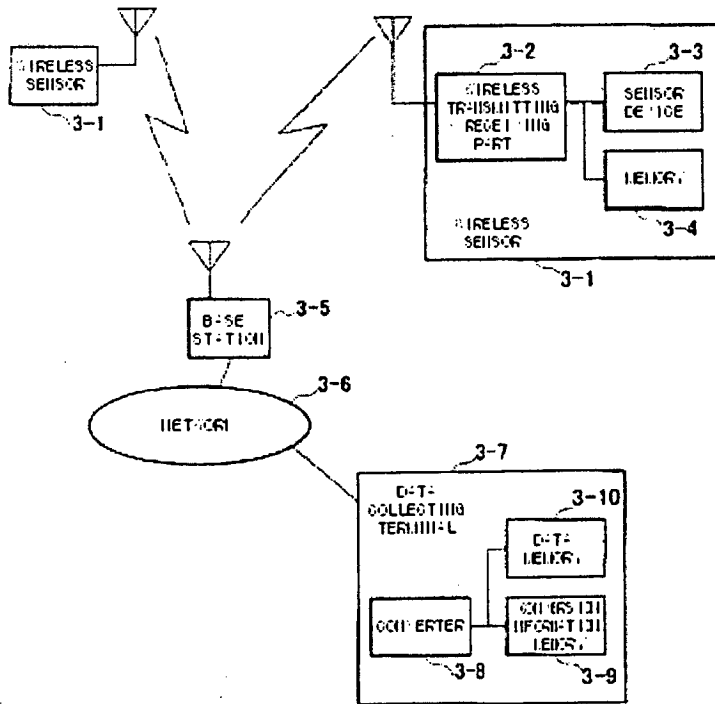 WIRELESS
SENSOR
3-1
3-2
WIRELESS
TRANSMITTING
RECEIVING
PART
3-3
SENSOR
DEVICE
MEMORY
3-4
WIRELESS
SENSOR
3-1
BASE
STATION
3-5
3-6
NETWORK
3-7
DATA
COLLECTING
TERMINAL
3-10
DATA
MEMORY
CONVERTER
3-8
CONVERSION
INFORMATION
MEMORY
3-9